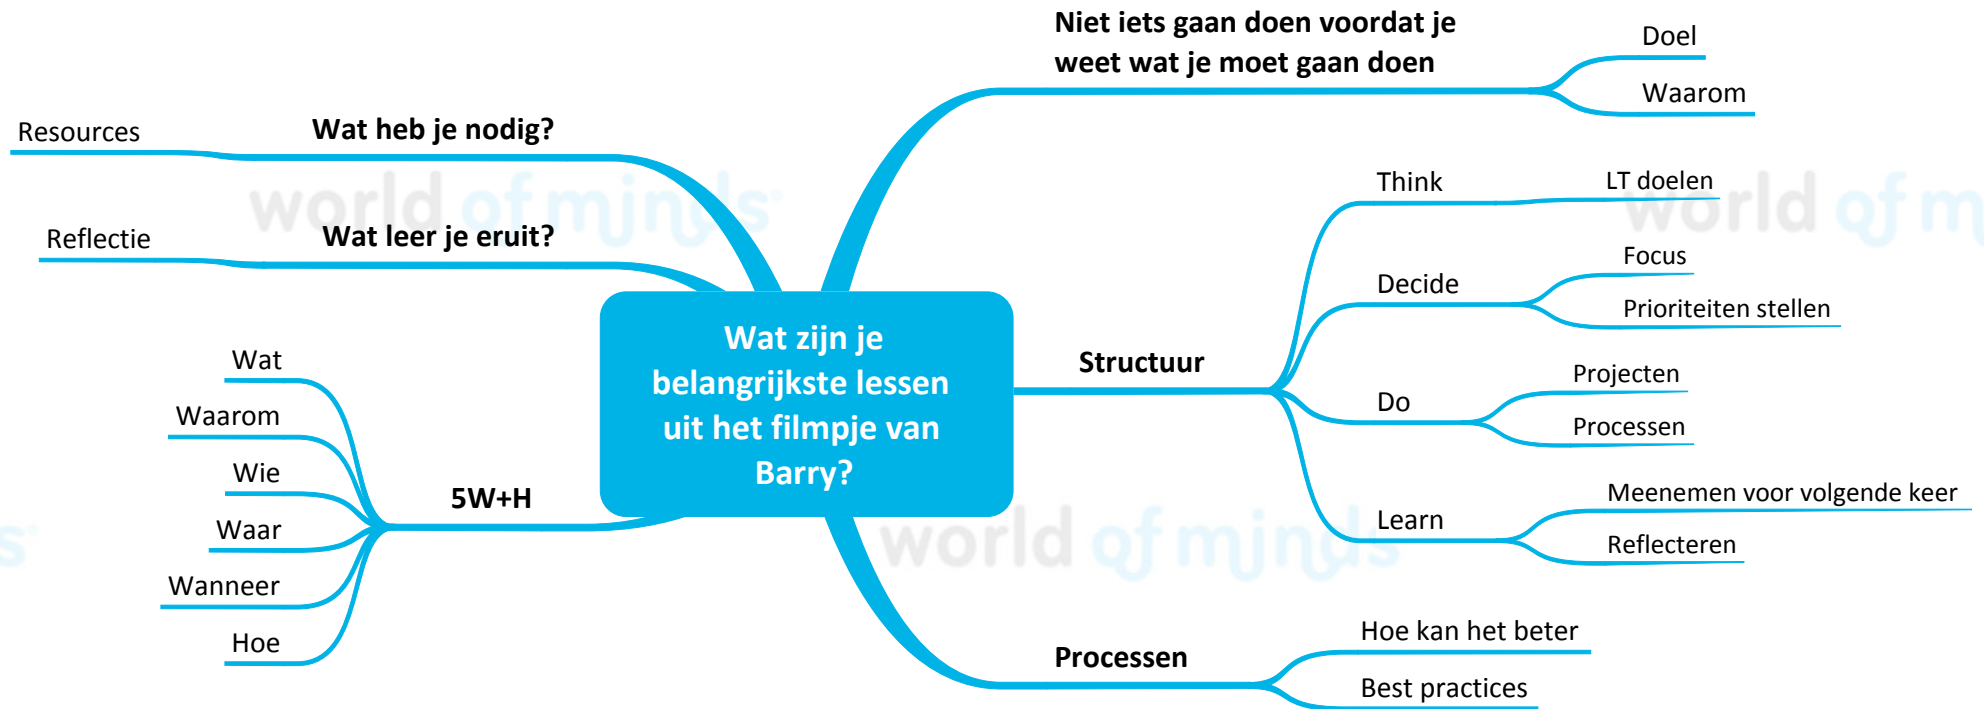 Niet iets gaan doen voordat je
weet wat je moet gaan doen
Doel
Waarom
Structuur
Think
LT doelen
Decide
Focus
Prioriteiten stellen
Do
Projecten
Processen
Learn
Meenemen voor volgende keer
Reflecteren
Processen
Hoe kan het beter
Best practices
Wat zijn je
belangrijkste lessen
uit het filmpje van
Barry?
Wat heb je nodig?
Resources
Wat leer je eruit?
Reflectie
5W+H
Wat
Waarom
Wie
Waar
Wanneer
Hoe
world of minds
world of m
s
world of minds